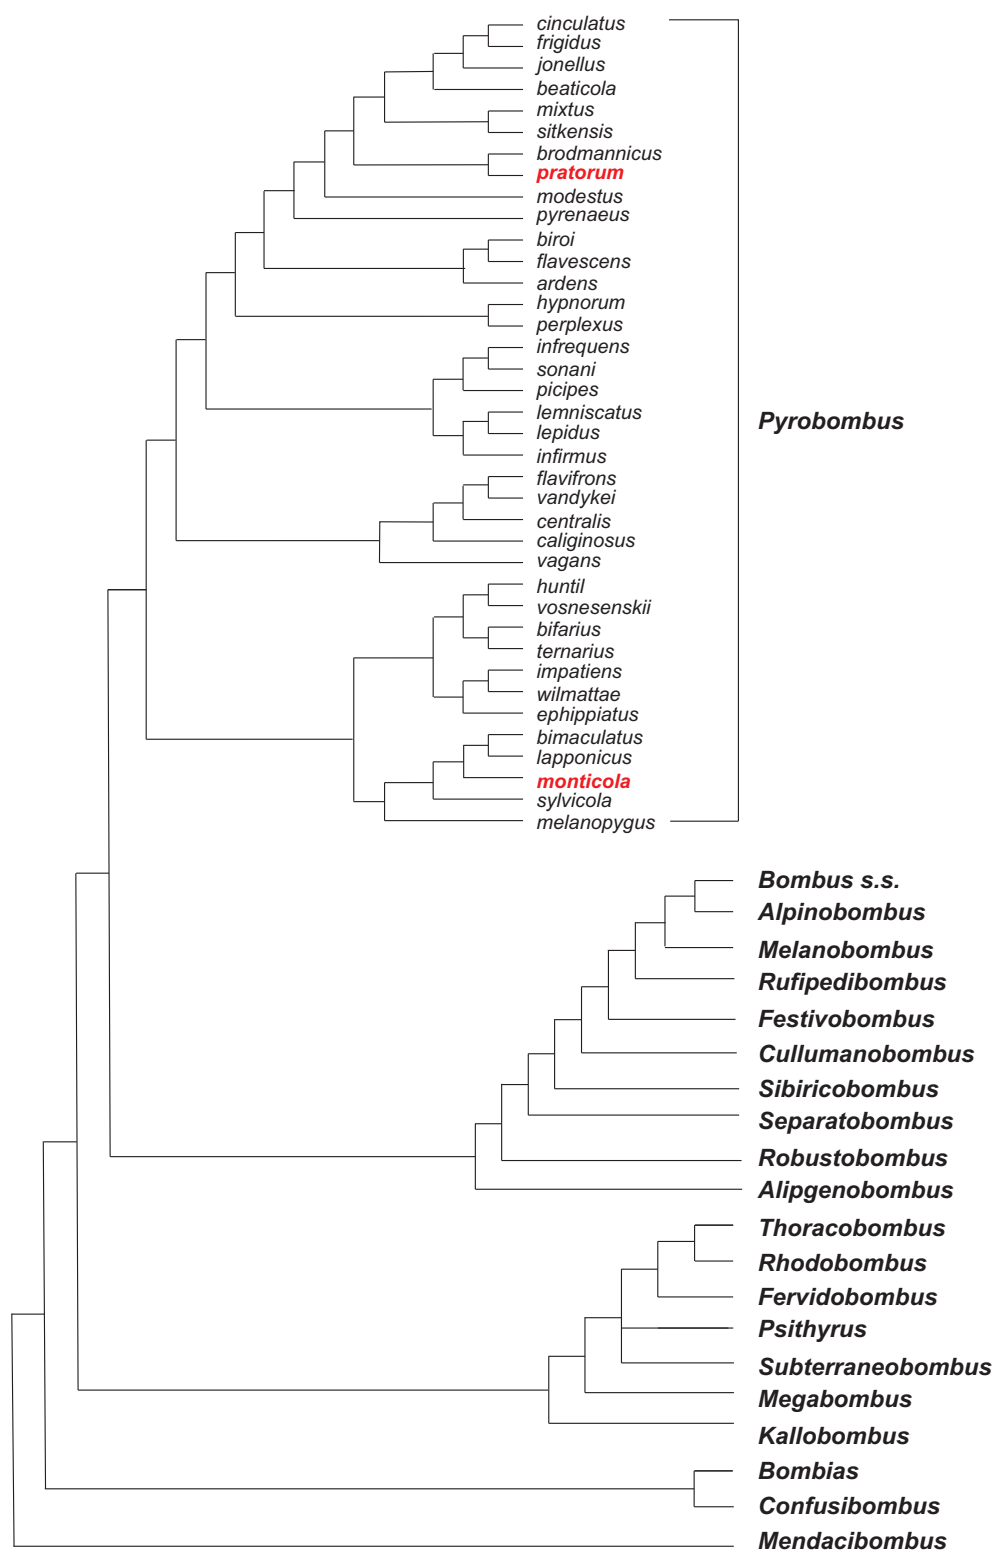 cinculatus
frigidus
jonellus
beaticola
mixtus
sitkensis
brodmannicus
pratorum
modestus
pyrenaeus
biroi
flavescens
ardens
hypnorum
perplexus
infrequens
sonani
picipes
lemniscatus
lepidus
infirmus
flavifrons
vandykei
centralis
caliginosus
vagans
huntil
vosnesenskii
bifarius
ternarius
impatiens
wilmattae
ephippiatus
bimaculatus
lapponicus
monticola
sylvicola
melanopygus
Pyrobombus
Bombus s.s.
Alpinobombus
Melanobombus
Rufipedibombus
Festivobombus
Cullumanobombus
Sibiricobombus
Separatobombus
Robustobombus
Alipgenobombus
Thoracobombus
Rhodobombus
Fervidobombus
Psithyrus
Subterraneobombus
Megabombus
Kallobombus
Bombias
Confusibombus
Mendacibombus